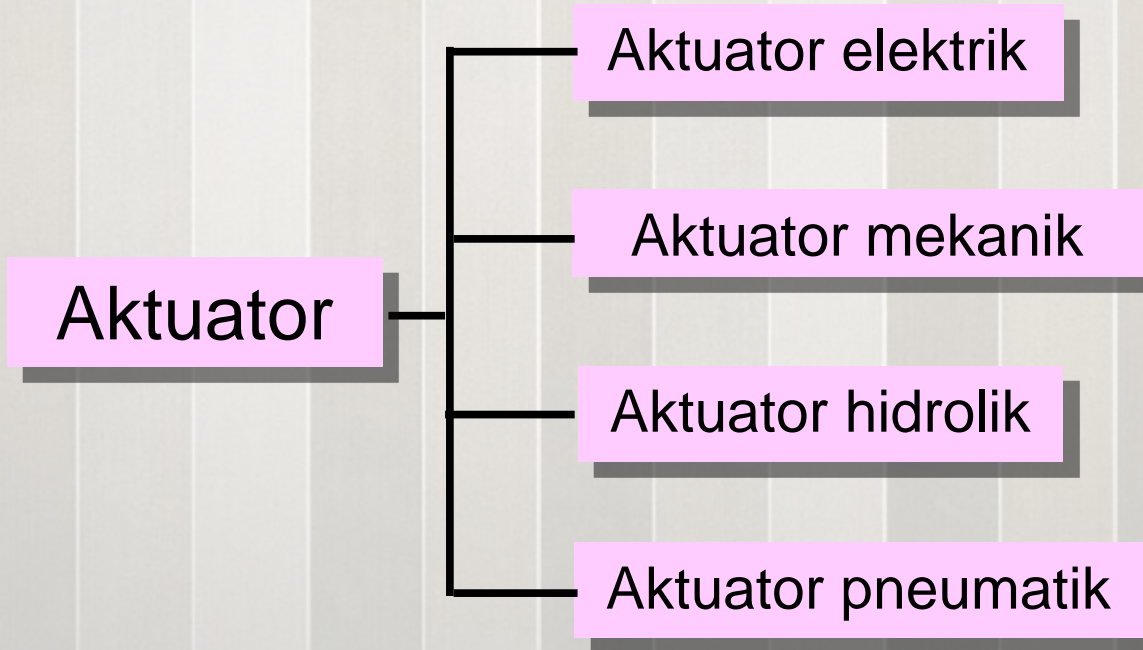 Aktuator elektrik
Aktuator mekanik
Aktuator
Aktuator hidrolik
Aktuator pneumatik